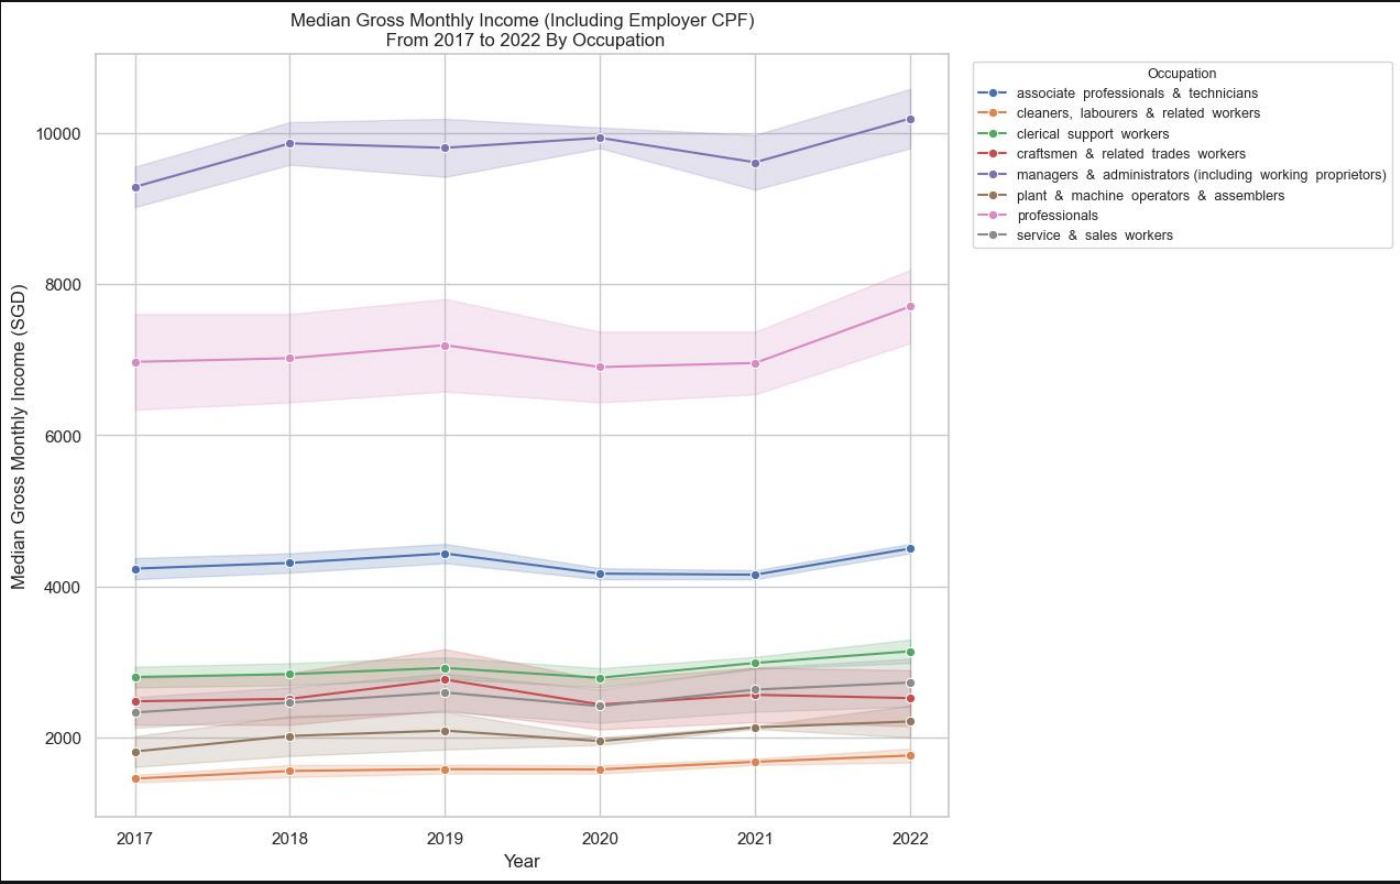 Median Gross Monthly Income (Including Employer CPF)
From 2017 to 2022 By Occupation
Median Gross Monthly Income (SGD)
10000
8000
6000
4000
2000
2017 2018 2019 2020 2021 2022
Year
Occupation
associate professionals & technicians
cleaners, labourers & related workers
clerical support workers
craftsmen & related trades workers
managers & administrators (including working proprietors)
plant & machine operators & assemblers
professionals
service & sales workers